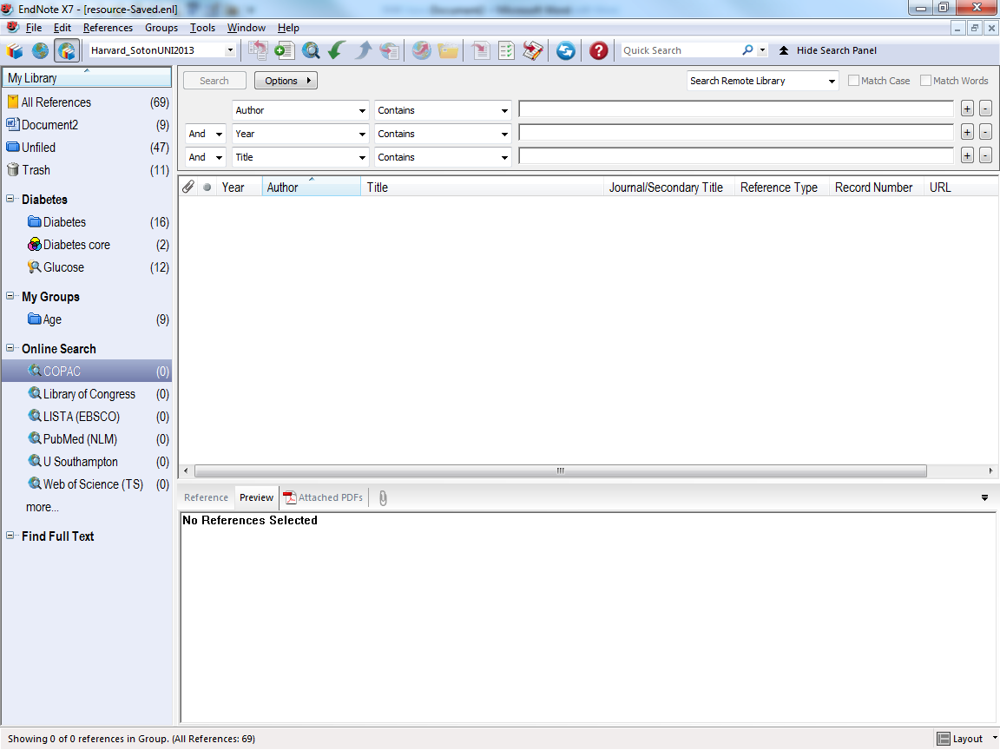 EndNote X7 - [resource-Saved.enl]
File Edit References Groups Tools Window Help
Harvard_SotonUNI2013 Quick Search Hide Search Panel
My Library
All References (69)
Document2 (9)
Unfiled (47)
Trash (11)
Diabetes
Diabetes (16)
Diabetes core (2)
Glucose (12)
My Groups
Age (9)
Online Search
COPAC (0)
Library of Congress (0)
LISTA (EBSCO) (0)
PubMed (NLM) (0)
U Southampton (0)
Web of Science (TS) (0)
more...
Find Full Text
Search Options Search Remote Library Match Case Match Words
Author Contains + -
And Year Contains + -
And Title Contains + -
Year Author Title Journal/Secondary Title Reference Type Record Number URL
Reference Preview Attached PDFs
No References Selected
Showing 0 of 0 references in Group. (All References: 69) Layout